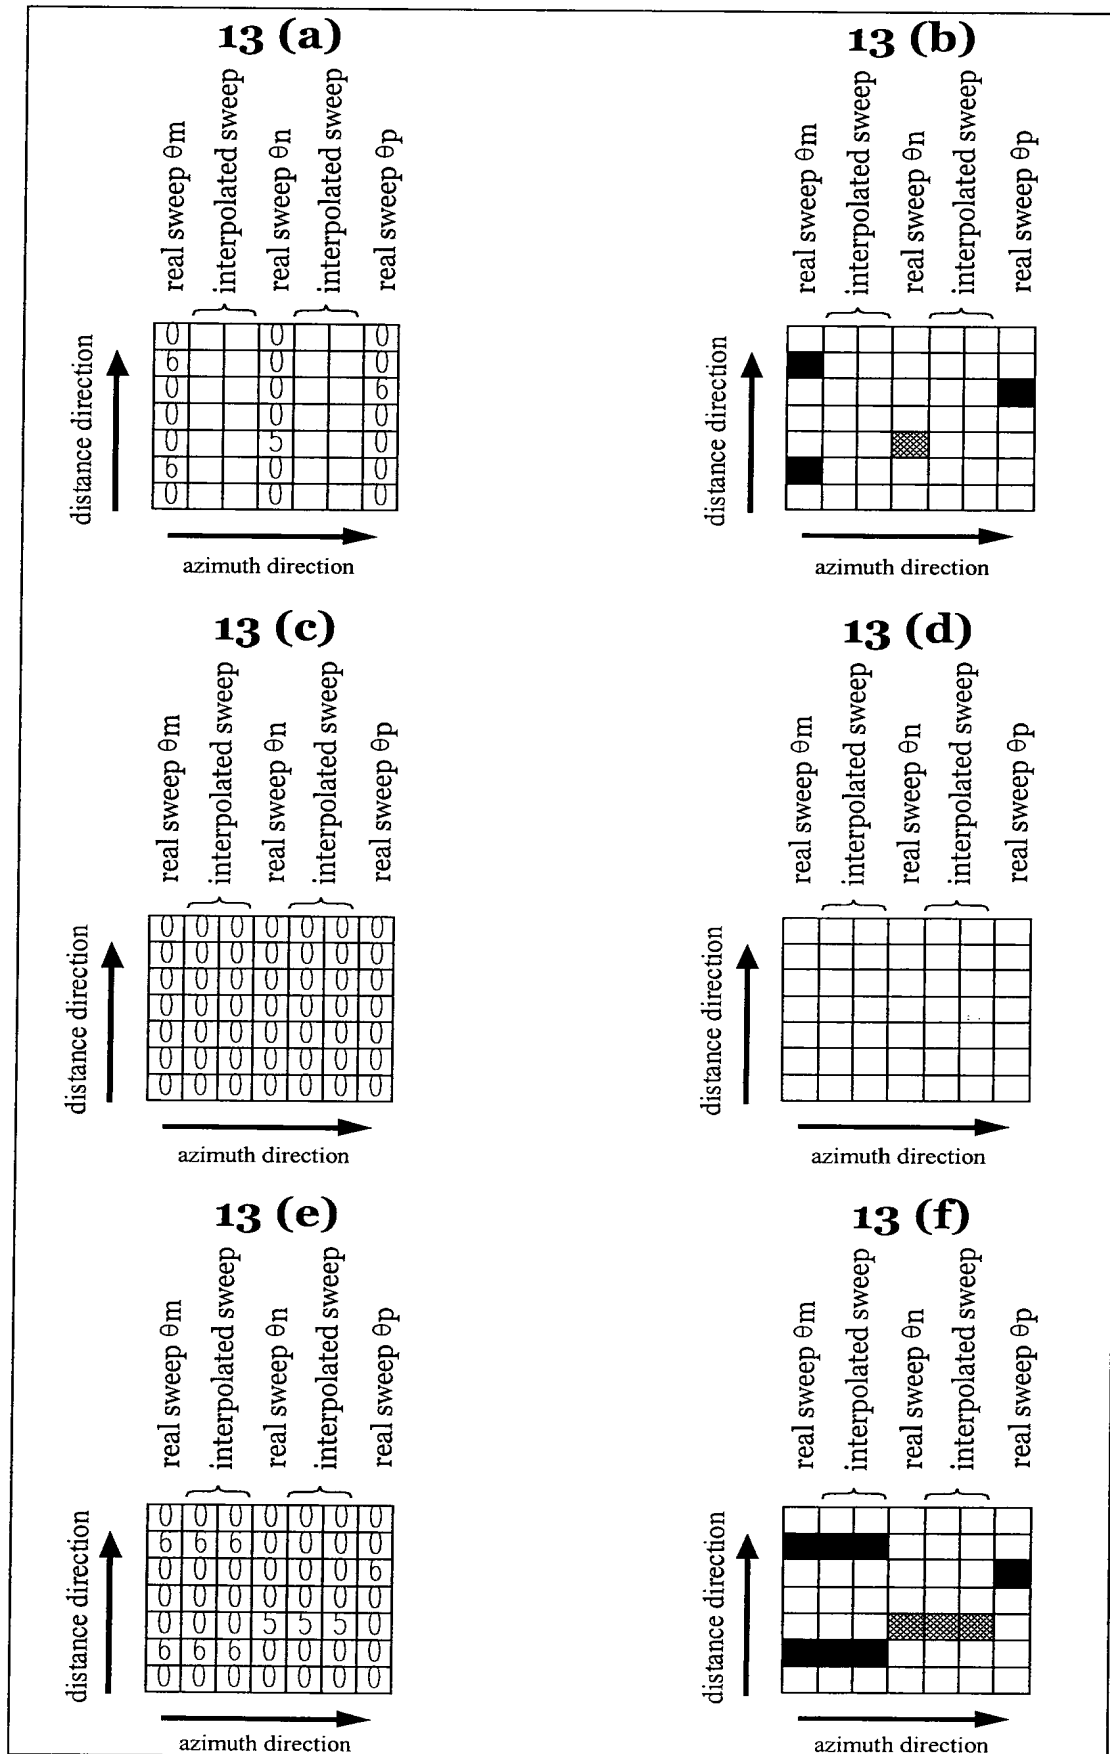 13 (a)
real sweep θm
interpolated sweep
real sweep θn
interpolated sweep
real sweep θp
distance direction
0 0 0
6 0 0
0 0 6
0 0 0
0 5 0
6 0 0
0 0 0
azimuth direction
13 (b)
real sweep θm
interpolated sweep
real sweep θn
interpolated sweep
real sweep θp
distance direction
azimuth direction
13 (c)
real sweep θm
interpolated sweep
real sweep θn
interpolated sweep
real sweep θp
distance direction
0 0 0 0 0 0 0
0 0 0 0 0 0 0
0 0 0 0 0 0 0
0 0 0 0 0 0 0
0 0 0 0 0 0 0
0 0 0 0 0 0 0
0 0 0 0 0 0 0
azimuth direction
13 (d)
real sweep θm
interpolated sweep
real sweep θn
interpolated sweep
real sweep θp
distance direction
azimuth direction
13 (e)
real sweep θm
interpolated sweep
real sweep θn
interpolated sweep
real sweep θp
distance direction
0 0 0 0 0 0 0
6 6 6 0 0 0 0
0 0 0 0 0 0 6
0 0 0 0 0 0 0
0 0 0 5 5 5 0
6 6 6 0 0 0 0
0 0 0 0 0 0 0
azimuth direction
13 (f)
real sweep θm
interpolated sweep
real sweep θn
interpolated sweep
real sweep θp
distance direction
azimuth direction